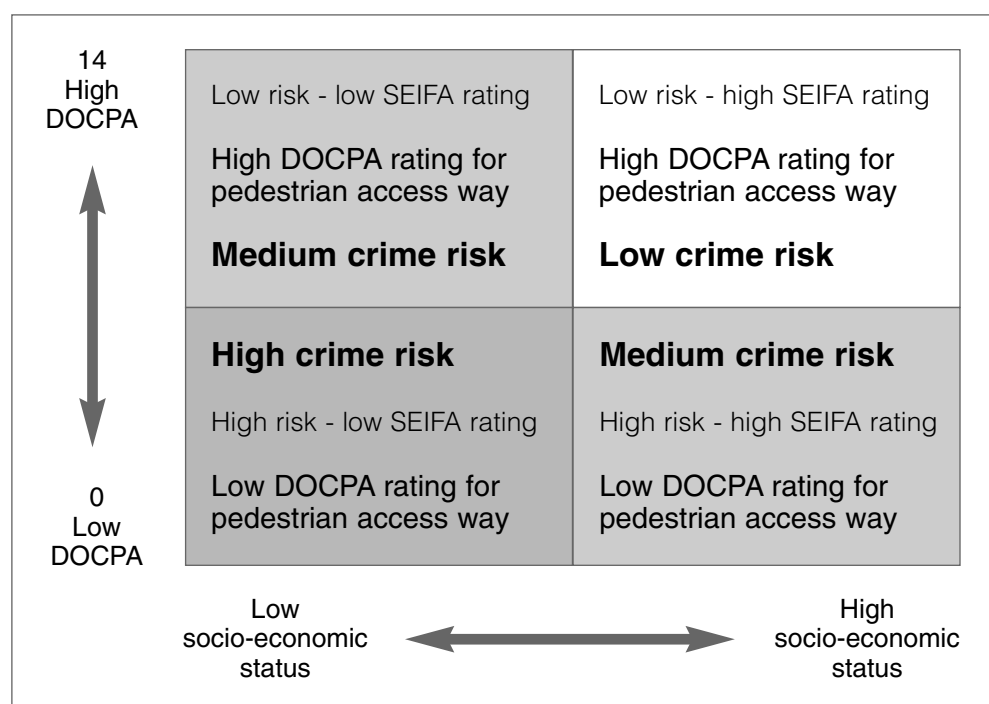 14
High
DOCPA
Low risk - low SEIFA rating
High DOCPA rating for
pedestrian access way
Medium crime risk
Low risk - high SEIFA rating
High DOCPA rating for
pedestrian access way
Low crime risk
High crime risk
High risk - low SEIFA rating
Low DOCPA rating for
pedestrian access way
Medium crime risk
High risk - high SEIFA rating
Low DOCPA rating for
pedestrian access way
0
Low
DOCPA
Low
socio-economic
status
High
socio-economic
status